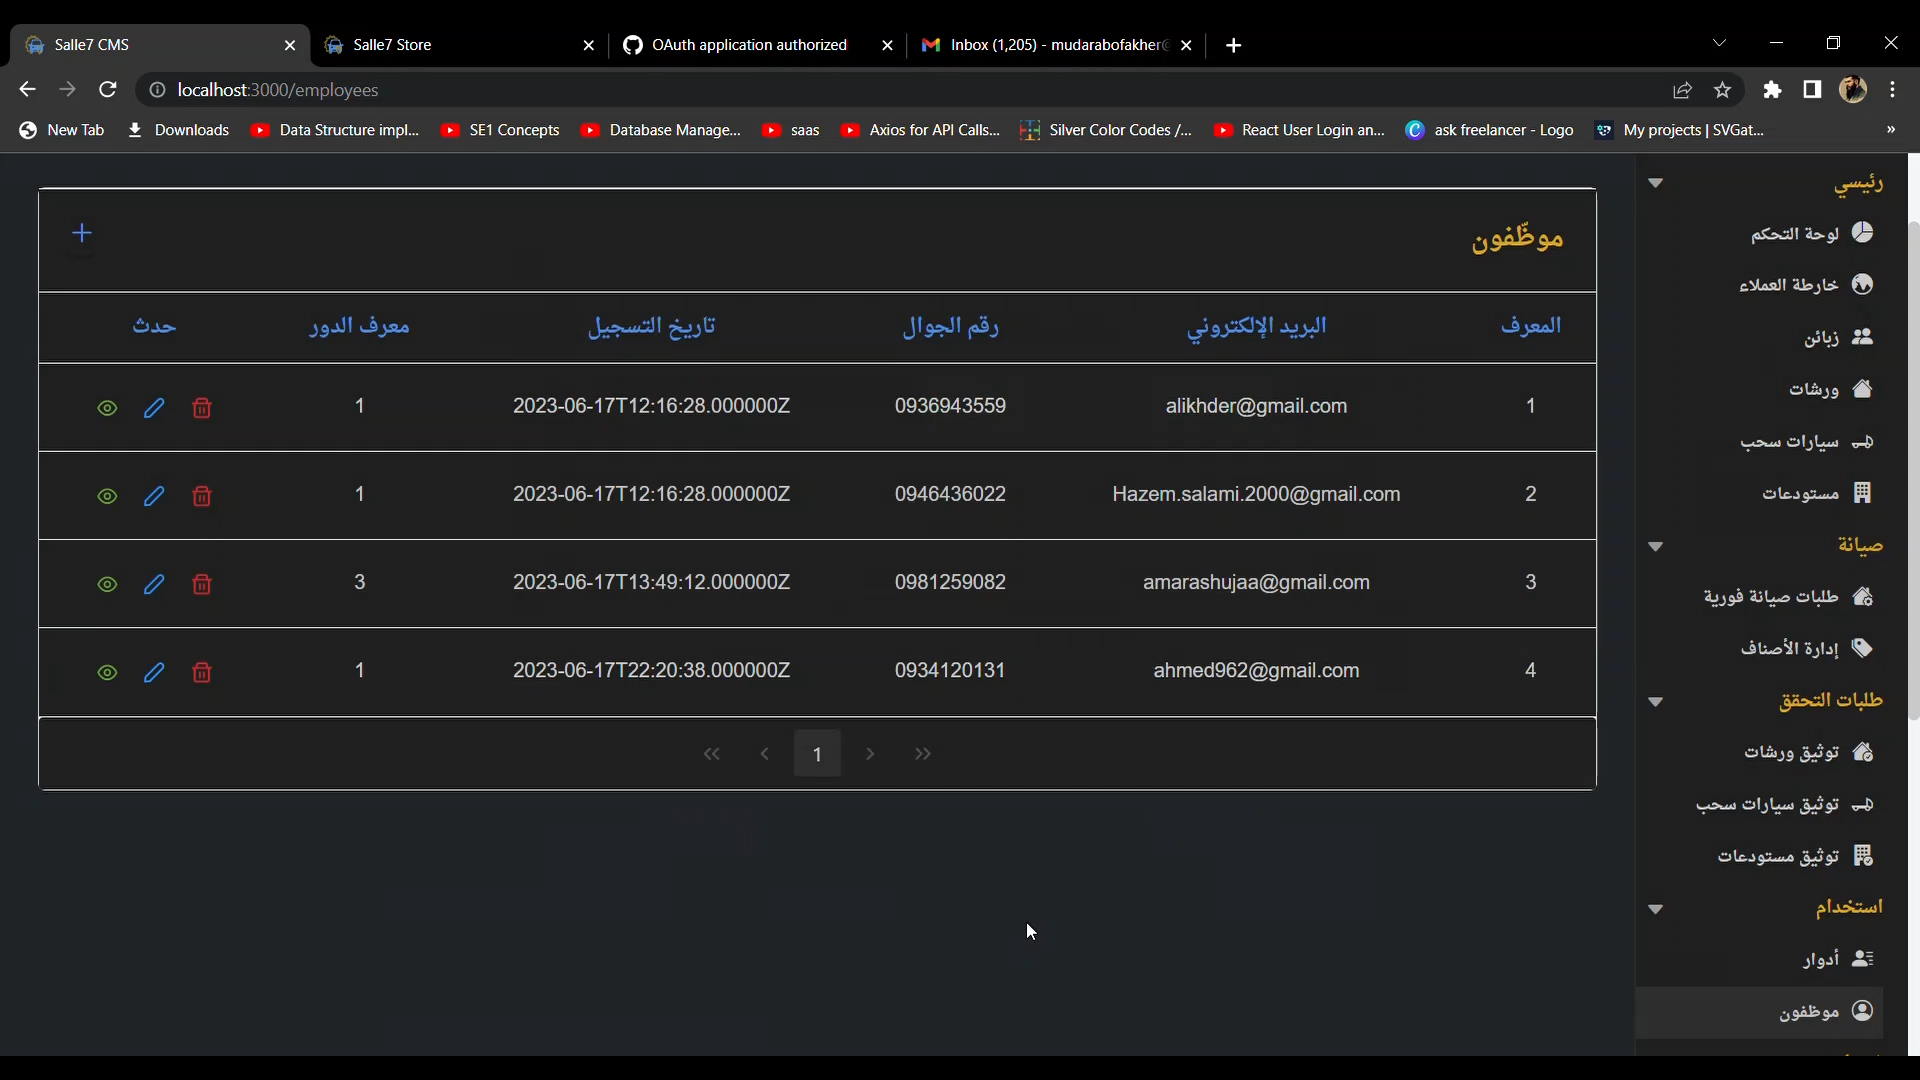 Salle7 CMS
Salle7 Store
OAuth application authorized
Inbox (1,205) - mudarabofakher@
localhost:3000/employees
New Tab
Downloads
Data Structure impl...
SE1 Concepts
Database Manage...
saas
Axios for API Calls...
Silver Color Codes /...
React User Login an...
ask freelancer - Logo
My projects | SVGat...
»
موظّفون
المعرف البريد الإلكتروني رقم الجوال تاريخ التسجيل معرف الدور حدث
1 alikhder@gmail.com 0936943559 2023-06-17T12:16:28.000000Z 1
2 Hazem.salami.2000@gmail.com 0946436022 2023-06-17T12:16:28.000000Z 1
3 amarashujaa@gmail.com 0981259082 2023-06-17T13:49:12.000000Z 3
4 ahmed962@gmail.com 0934120131 2023-06-17T22:20:38.000000Z 1
1
رئيسي
لوحة التحكم
خارطة العملاء
زبائن
ورشات
سيارات سحب
مستودعات
صيانة
طلبات صيانة فورية
إدارة الأصناف
طلبات التحقق
توثيق ورشات
توثيق سيارات سحب
توثيق مستودعات
استخدام
أدوار
موظفون